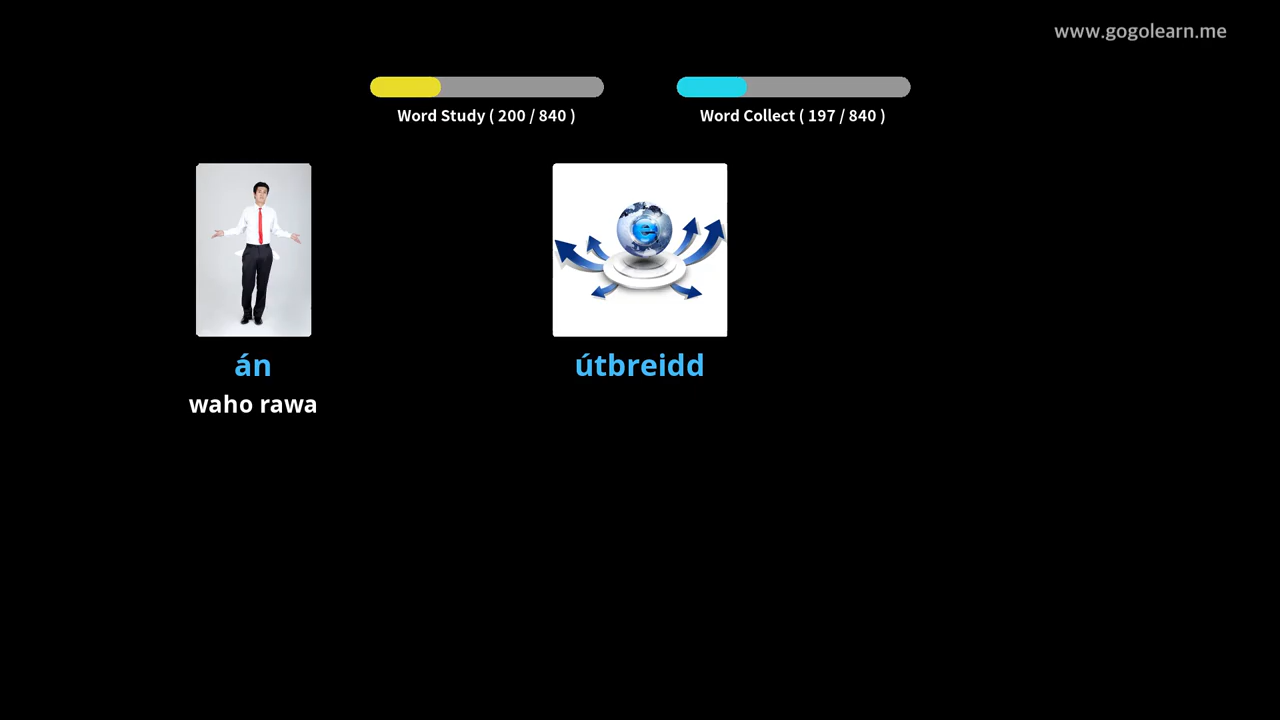 www.gogolearn.me
Word Study ( 200 / 840 )
Word Collect ( 197 / 840 )
e
án
útbreidd
waho rawa